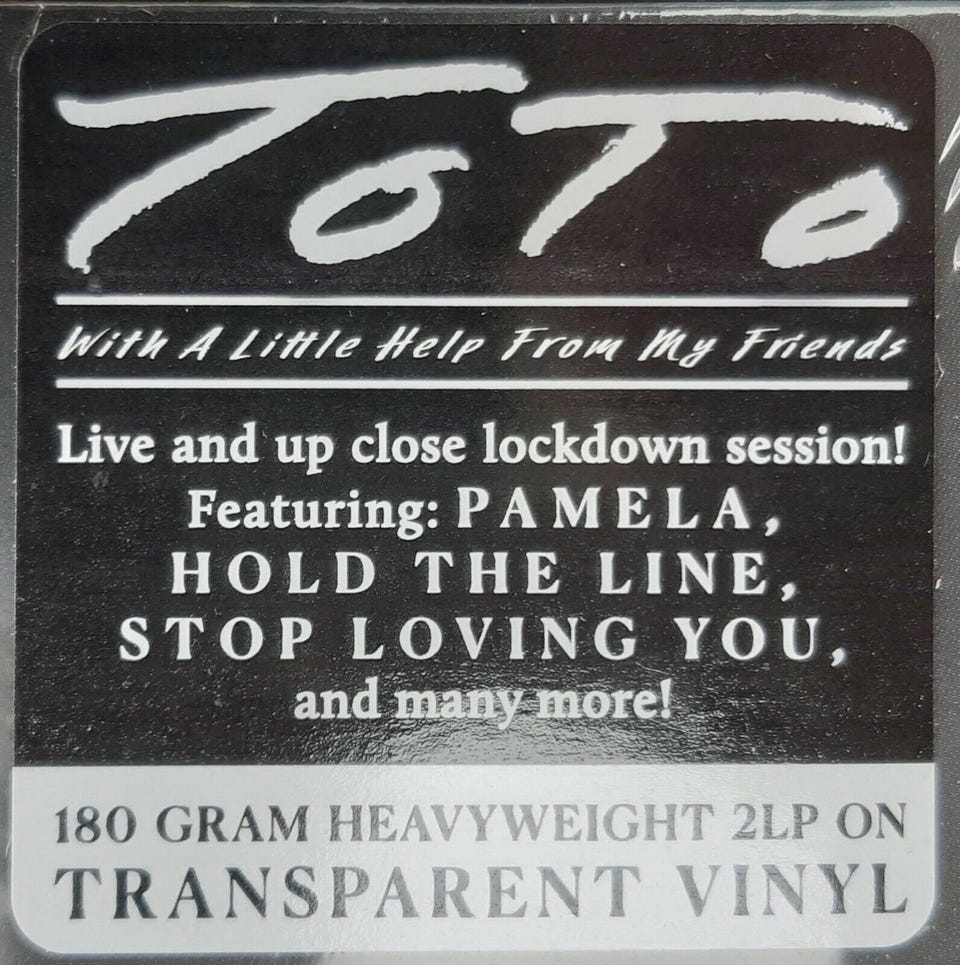 ToTo
With A Little Help From My Friends
Live and up close lockdown session!
Featuring: PAMELA,
HOLD THE LINE,
STOP LOVING YOU,
and many more!
180 GRAM HEAVYWEIGHT 2LP ON
TRANSPARENT VINYL